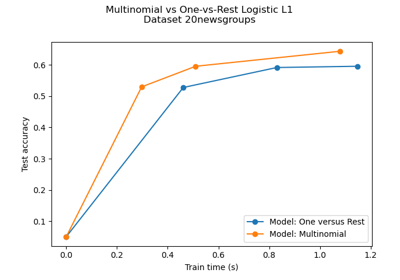 Multinomial vs One-vs-Rest Logistic L1
Dataset 20newsgroups
0.6
0.5
0.4
0.3
0.2
0.1
Test accuracy
Model: One versus Rest
Model: Multinomial
0.0 0.2 0.4 0.6 0.8 1.0 1.2
Train time (s)